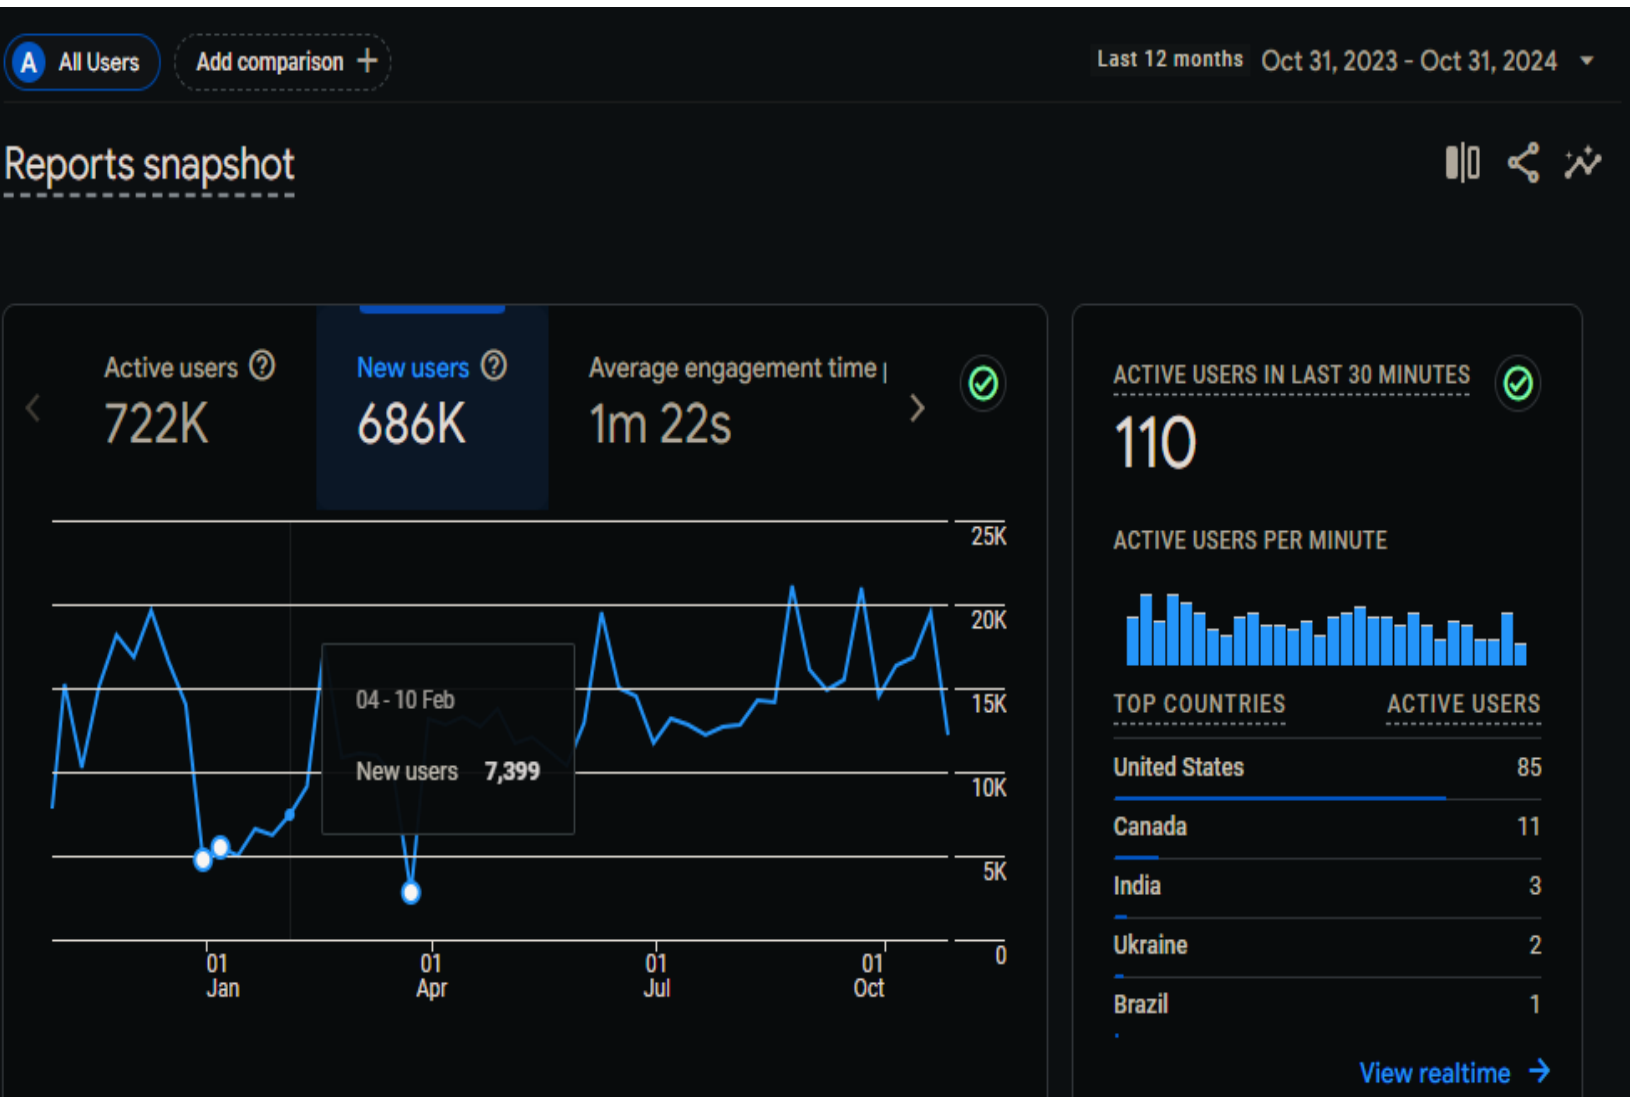 A All Users Add comparison + Last 12 months Oct 31, 2023 - Oct 31, 2024
Reports snapshot
Active users
722K
New users
686K
Average engagement time
1m 22s
25K
20K
15K
10K
5K
0
04 - 10 Feb
New users 7,399
01 Jan
01 Apr
01 Jul
01 Oct
ACTIVE USERS IN LAST 30 MINUTES
110
ACTIVE USERS PER MINUTE
TOP COUNTRIES ACTIVE USERS
United States 85
Canada 11
India 3
Ukraine 2
Brazil 1
View realtime